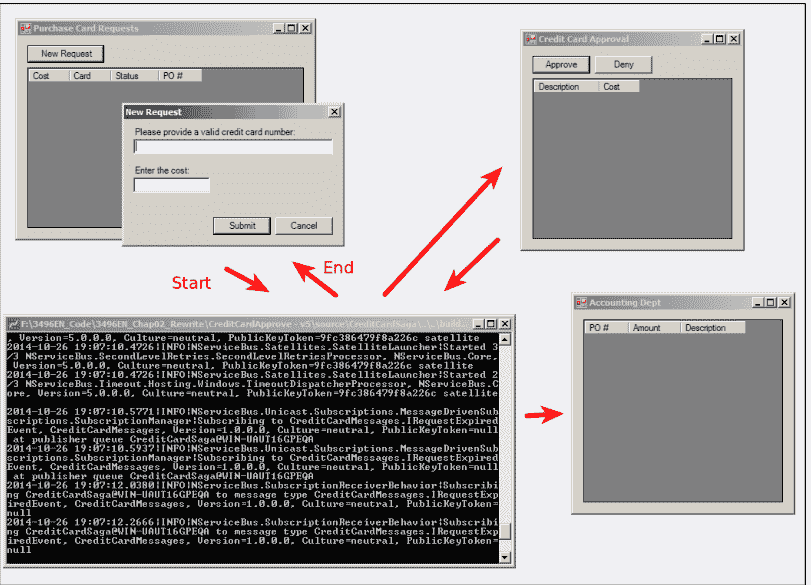 Purchase Card Requests
New Request
Cost Card Status PO #
New Request
Please provide a valid credit card number:
Enter the cost:
Submit Cancel
Credit Card Approval
Approve Deny
Description Cost
Start
End
Accounting Dept
PO # Amount Description
F:\3496EN_Code\3496EN_Chap02_Rewrite\CreditCardApprove - v5\source\CreditCardSaga\...\build...
, Version=5.0.0.0, Culture=neutral, PublicKeyToken=9fc386479f8a226c satellite
2014-10-26 19:07:10.4726|INFO|NServiceBus.Satellites.SatelliteLauncher|Started 3
/3 NServiceBus.SecondLevelRetries.SecondLevelRetriesProcessor, NServiceBus.Core,
Version=5.0.0.0, Culture=neutral, PublicKeyToken=9fc386479f8a226c satellite
2014-10-26 19:07:10.4726|INFO|NServiceBus.Satellites.SatelliteLauncher|Started 2
/3 NServiceBus.Timeout.Hosting.Windows.TimeoutDispatcherProcessor, NServiceBus.C
ore, Version=5.0.0.0, Culture=neutral, PublicKeyToken=9fc386479f8a226c satellite
2014-10-26 19:07:10.5771|INFO|NServiceBus.Unicast.Subscriptions.MessageDrivenSub
scriptions.SubscriptionManager|Subscribing to CreditCardMessages.IRequestExpired
Event, CreditCardMessages, Version=1.0.0.0, Culture=neutral, PublicKeyToken=null
at publisher queue CreditCardSaga@WIN-UAUT16GPEQA
2014-10-26 19:07:10.5937|INFO|NServiceBus.Unicast.Subscriptions.MessageDrivenSub
scriptions.SubscriptionManager|Subscribing to CreditCardMessages.IRequestExpired
Event, CreditCardMessages, Version=1.0.0.0, Culture=neutral, PublicKeyToken=null
at publisher queue CreditCardSaga@WIN-UAUT16GPEQA
2014-10-26 19:07:12.0380|INFO|NServiceBus.SubscriptionReceiverBehavior|Subscribi
ng CreditCardSaga@WIN-UAUT16GPEQA to message type CreditCardMessages.IRequestExp
iredEvent, CreditCardMessages, Version=1.0.0.0, Culture=neutral, PublicKeyToken=
null
2014-10-26 19:07:12.2666|INFO|NServiceBus.SubscriptionReceiverBehavior|Subscribi
ng CreditCardSaga@WIN-UAUT16GPEQA to message type CreditCardMessages.IRequestExp
iredEvent, CreditCardMessages, Version=1.0.0.0, Culture=neutral, PublicKeyToken=
null